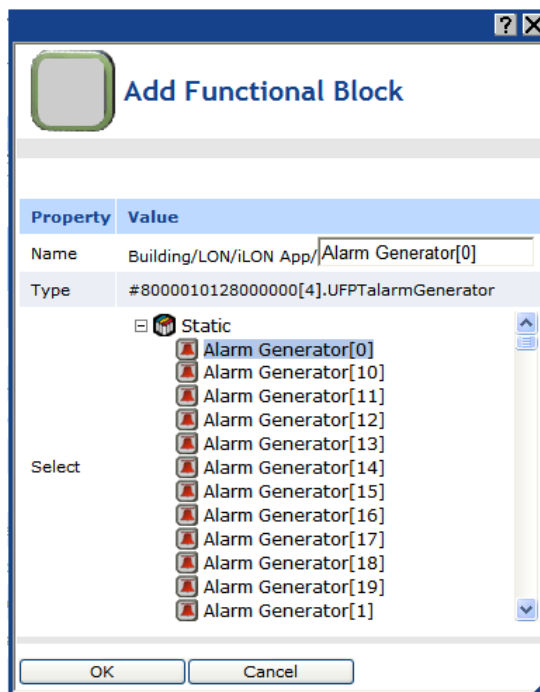 ?
Add Functional Block
Property Value
Name Building/LON/iLON App/Alarm Generator[0]
Type #8000010128000000[4].UFPTalarmGenerator
Static
Alarm Generator[0]
Alarm Generator[10]
Alarm Generator[11]
Alarm Generator[12]
Alarm Generator[13]
Alarm Generator[14]
Select
Alarm Generator[15]
Alarm Generator[16]
Alarm Generator[17]
Alarm Generator[18]
Alarm Generator[19]
Alarm Generator[1]
OK Cancel